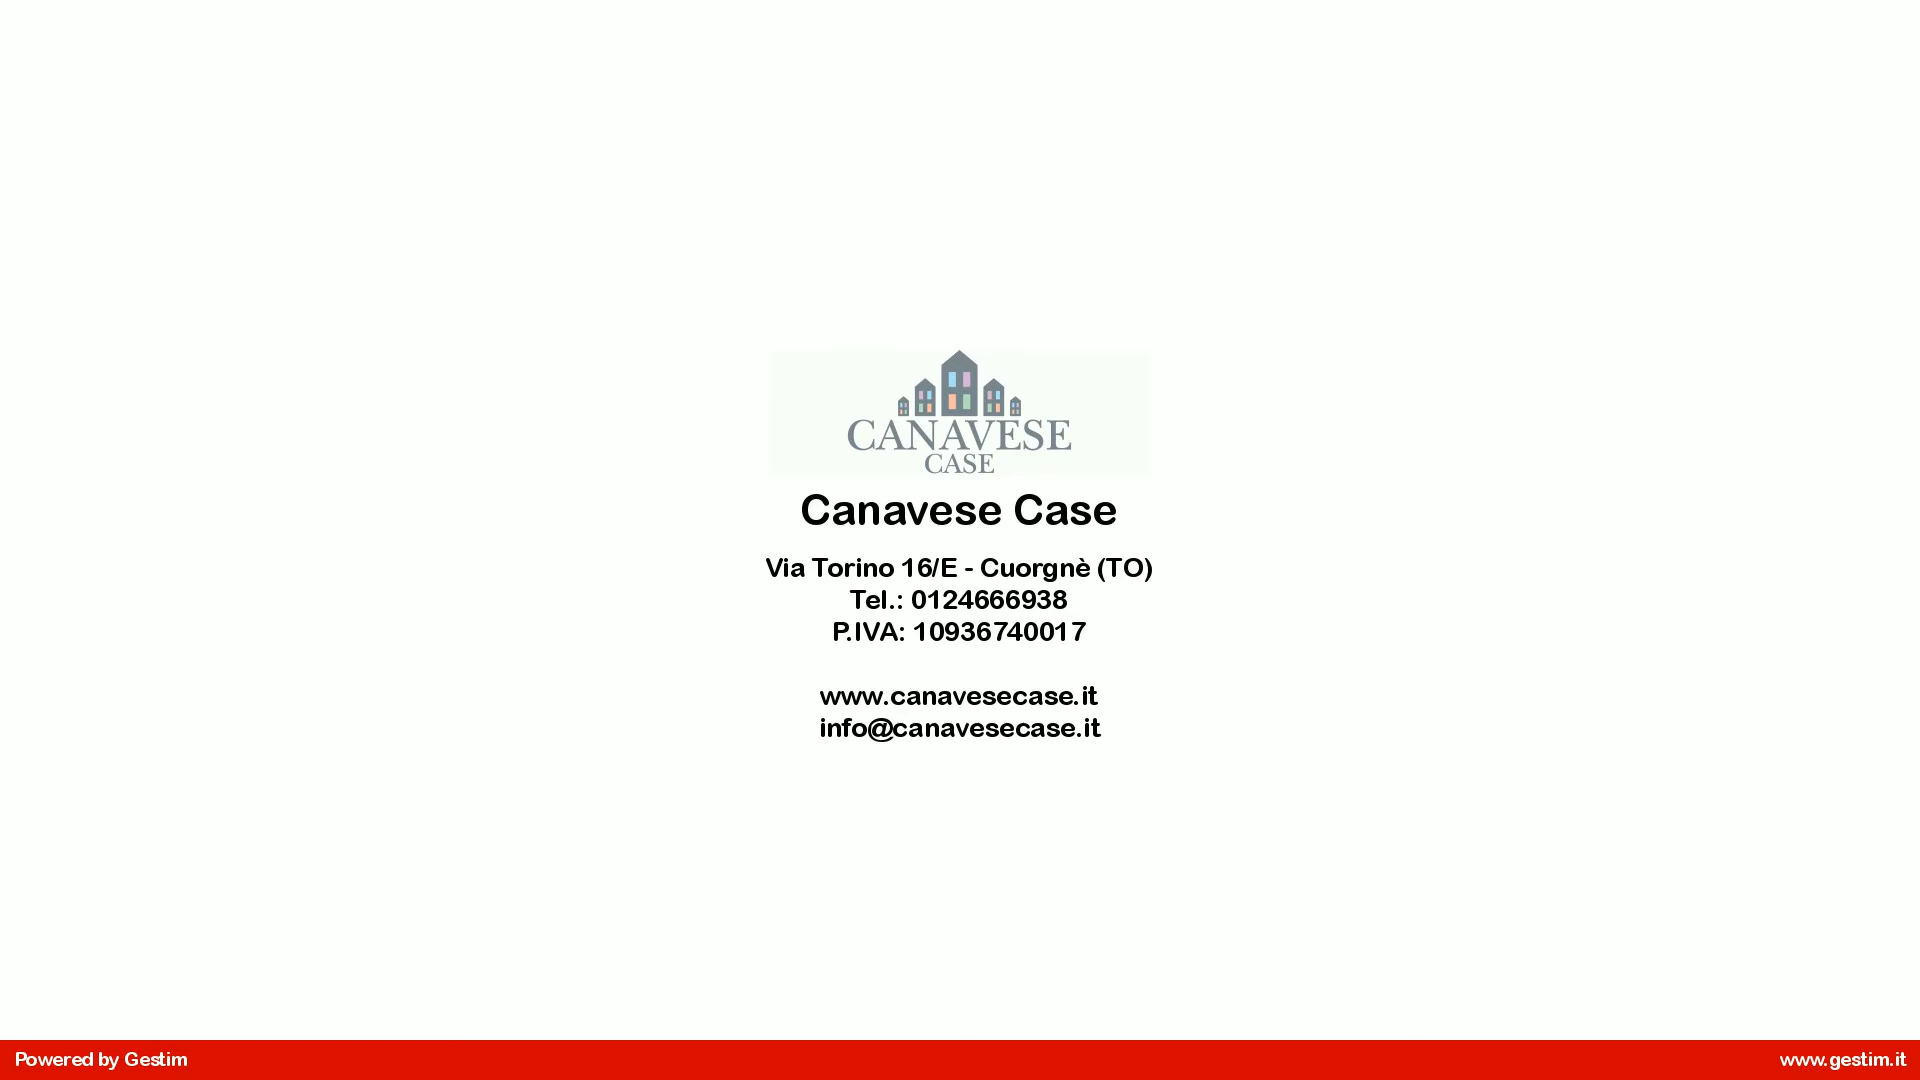 CANAVESE
CASE
Canavese Case
Via Torino 16/E - Cuorgnè (TO)
Tel.: 0124666938
P.IVA: 10936740017
www.canavesecase.it
info@canavesecase.it
Powered by Gestim
www.gestim.it